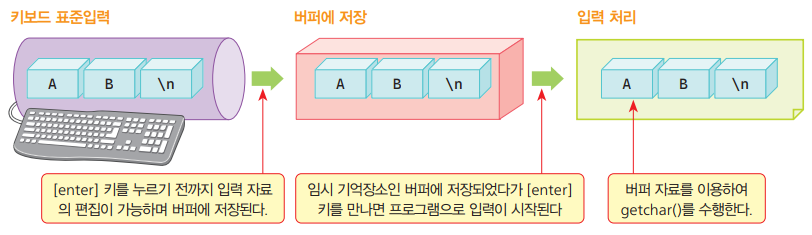 키보드 표준입력
버퍼에 저장
입력 처리
A B \n
A B \n
A B \n
[enter] 키를 누르기 전까지 입력 자료
의 편집이 가능하며 버퍼에 저장된다.
임시 기억장소인 버퍼에 저장되었다가 [enter]
키를 만나면 프로그램으로 입력이 시작된다
버퍼 자료를 이용하여
getchar()를 수행한다.